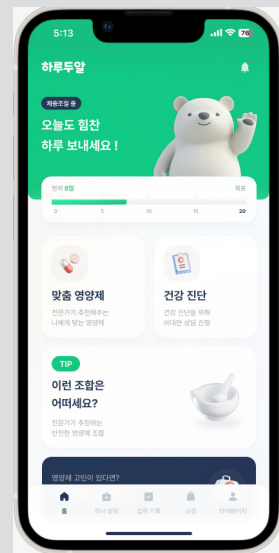 5:13
76
하루두알
체중조절 중
오늘도 힘찬
하루 보내세요 !
현재 8일
목표
0 5 10 15 20
맞춤 영양제
전문가가 추천해주는
나에게 맞는 영양제
건강 진단
건강 진단을 위해
비대면 상담 진행
TIP
이런 조합은
어떠세요?
전문가가 추천하는
안전한 영양제 조합
영양제 고민이 있다면?
홈
약사 상담
섭취 기록
쇼핑
마이페이지